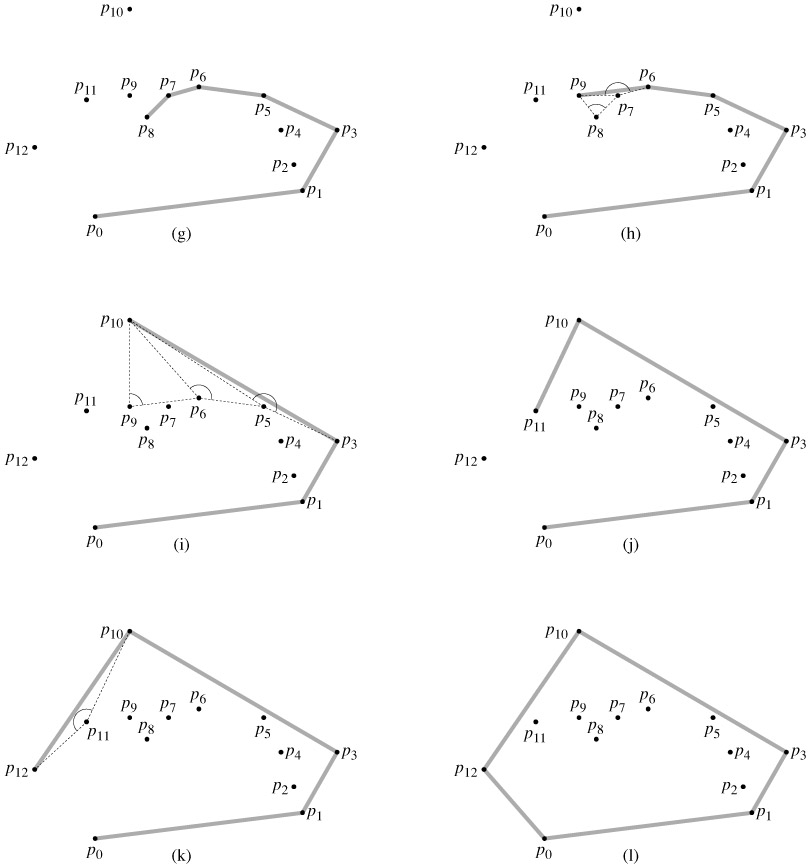 p10
p11 p9 p7 p6
p8
p5
p4 p3
p12
p2
p1
p0
(g)
p10
p11 p9 p6
p7
p8
p5
p4 p3
p12
p2
p1
p0
(h)
p10
p11
p9 p7 p6 p5
p8
p4 p3
p12
p2
p1
p0
(i)
p10
p11
p9 p7 p6
p8
p5
p4 p3
p12
p2
p1
p0
(j)
p10
p9 p7 p6
p11 p8
p5
p4 p3
p12
p2
p1
p0
(k)
p10
p9 p7 p6
p11 p8
p5
p4 p3
p12
p2
p1
p0
(l)